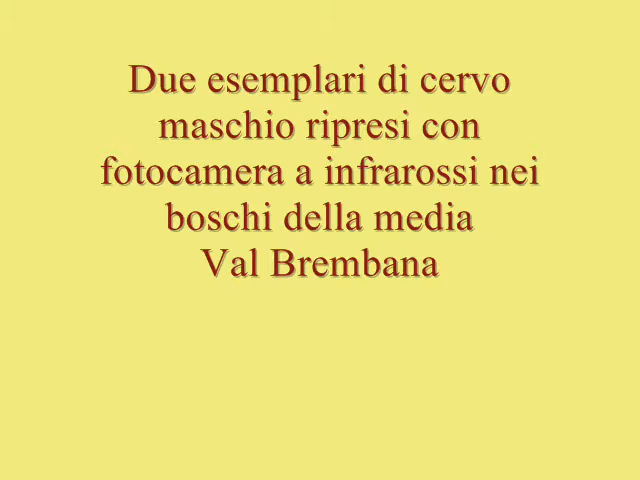 Due esemplari di cervo
maschio ripresi con
fotocamera a infrarossi nei
boschi della media
Val Brembana